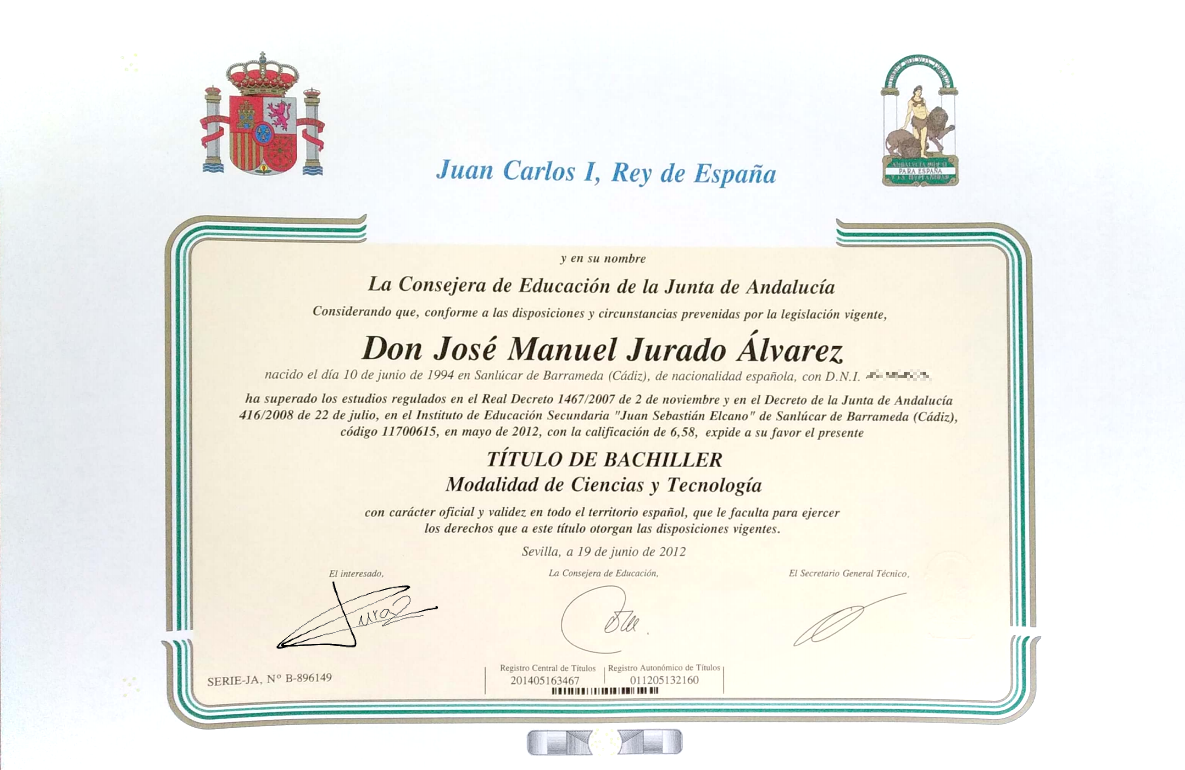 Juan Carlos I, Rey de España
PARA ESPAÑA
y en su nombre
La Consejera de Educación de la Junta de Andalucía
Considerando que, conforme a las disposiciones y circunstancias prevenidas por la legislación vigente,
Don José Manuel Jurado Álvarez
nacido el día 10 de junio de 1994 en Sanlúcar de Barrameda (Cádiz), de nacionalidad española, con D.N.I.
ha superado los estudios regulados en el Real Decreto 1467/2007 de 2 de noviembre y en el Decreto de la Junta de Andalucía
416/2008 de 22 de julio, en el Instituto de Educación Secundaria "Juan Sebastián Elcano" de Sanlúcar de Barrameda (Cádiz),
código 11700615, en mayo de 2012, con la calificación de 6,58, expide a su favor el presente
TÍTULO DE BACHILLER
Modalidad de Ciencias y Tecnología
con carácter oficial y validez en todo el territorio español, que le faculta para ejercer
los derechos que a este título otorgan las disposiciones vigentes.
Sevilla, a 19 de junio de 2012
El interesado, La Consejera de Educación, El Secretario General Técnico,
SERIE-JA, Nº B-896149
Registro Central de Títulos Registro Autonómico de Títulos
201405163467 011205132160